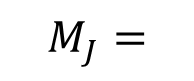 M_J =